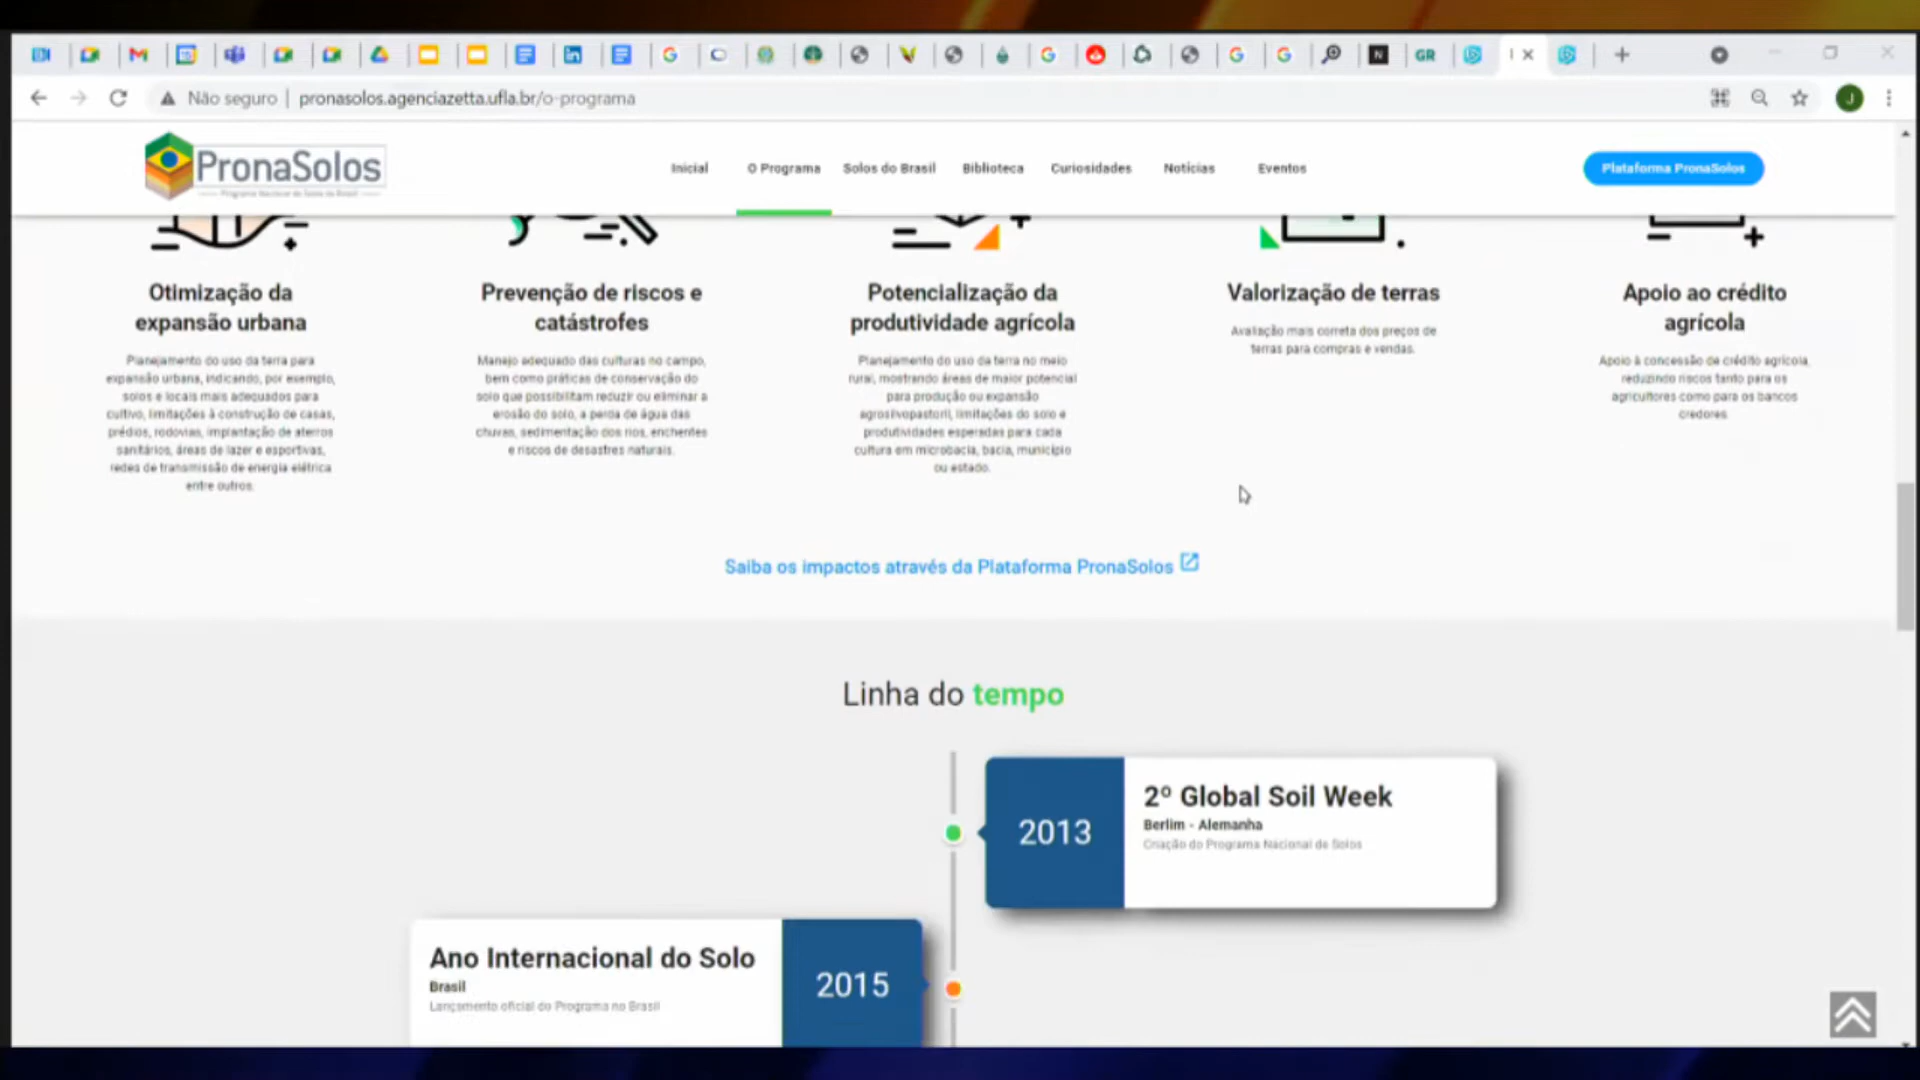 Não seguro | pronasolos.agenciazetta.ufla.br/o-programa
PronaSolos
Programa Nacional de Solos do Brasil
Inicial
O Programa
Solos do Brasil
Biblioteca
Curiosidades
Notícias
Eventos
Plataforma PronaSolos
Otimização da
expansão urbana
Planejamento do uso da terra para
expansão urbana, indicando, por exemplo,
solos e locais mais adequados para
cultivo, limitações à construção de casas,
prédios, rodovias, implantação de aterros
sanitários, áreas de lazer e esportivas,
redes de transmissão de energia elétrica
entre outros.
Prevenção de riscos e
catástrofes
Manejo adequado das culturas no campo,
bem como práticas de conservação do
solo que possibilitam reduzir ou eliminar a
erosão do solo, a perda de água das
chuvas, sedimentação dos rios, enchentes
e riscos de desastres naturais.
Potencialização da
produtividade agrícola
Planejamento do uso da terra no meio
rural, mostrando áreas de maior potencial
para produção ou expansão
agrosilvopastoril, limitações do solo e
produtividades esperadas para cada
cultura em microbacia, bacia, município
ou estado.
Valorização de terras
Avaliação mais correta dos preços de
terras para compras e vendas.
Apoio ao crédito
agrícola
Apoio à concessão de crédito agrícola,
reduzindo riscos tanto para os
agricultores como para os bancos
credores.
Saiba os impactos através da Plataforma PronaSolos
Linha do tempo
2013
2º Global Soil Week
Berlim - Alemanha
Criação do Programa Nacional de Solos
Ano Internacional do Solo
Brasil
Lançamento oficial do Programa no Brasil
2015
GR
N
J